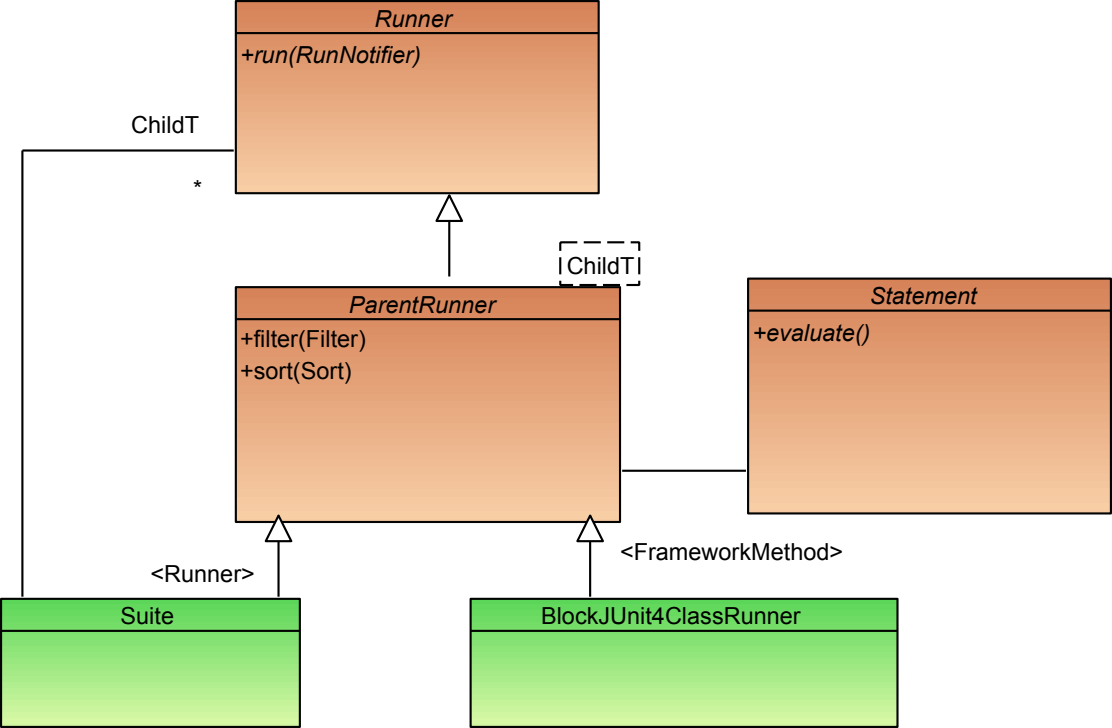 Runner
+run(RunNotifier)
ChildT
*
ChildT
ParentRunner
+filter(Filter)
+sort(Sort)
Statement
+evaluate()
<Runner>
<FrameworkMethod>
Suite
BlockJUnit4ClassRunner